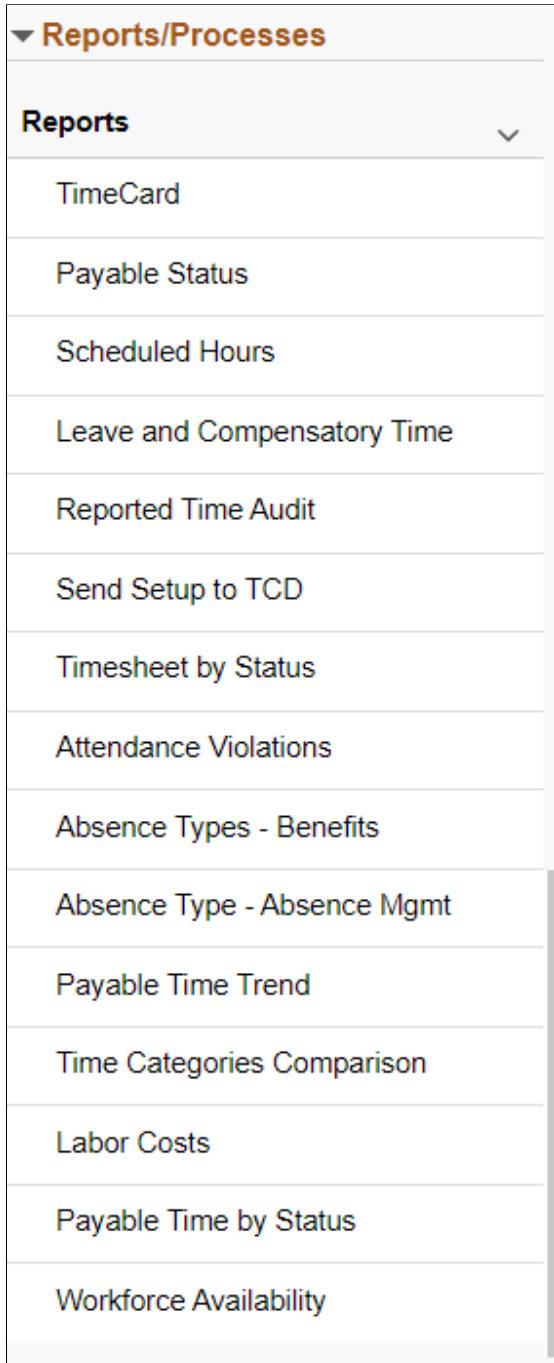 Reports/Processes
Reports
TimeCard
Payable Status
Scheduled Hours
Leave and Compensatory Time
Reported Time Audit
Send Setup to TCD
Timesheet by Status
Attendance Violations
Absence Types - Benefits
Absence Type - Absence Mgmt
Payable Time Trend
Time Categories Comparison
Labor Costs
Payable Time by Status
Workforce Availability